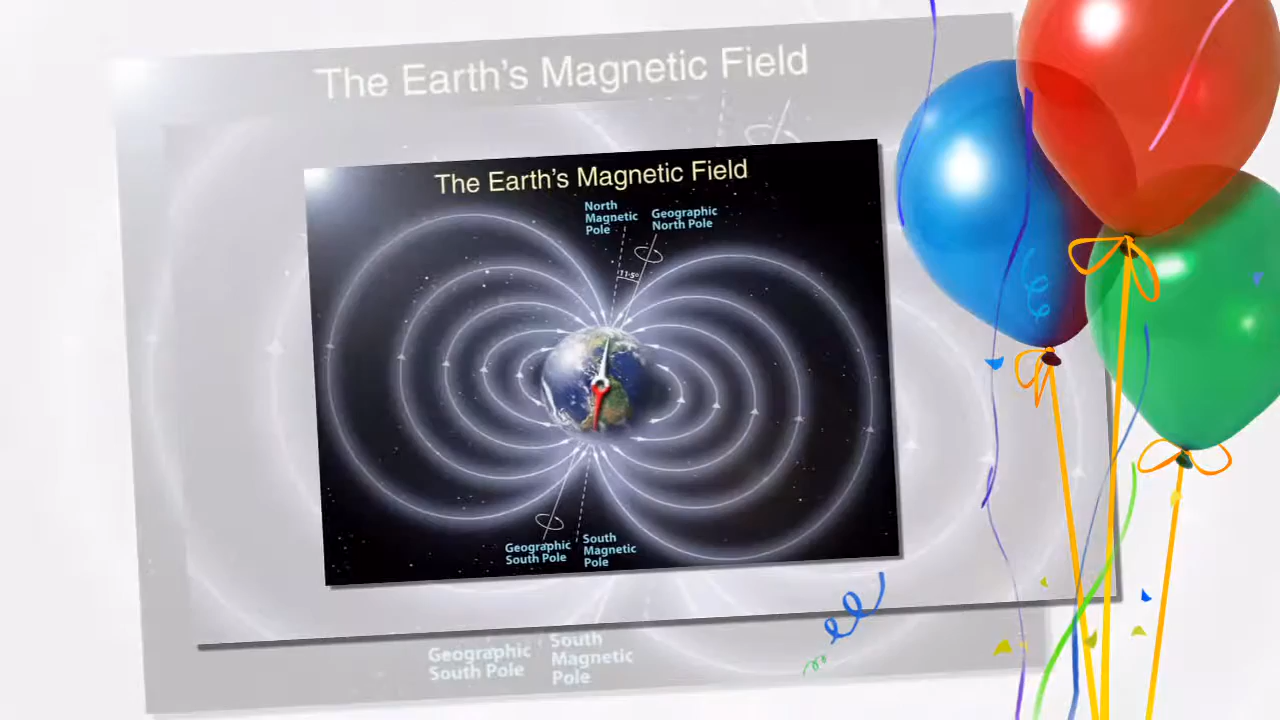 The Earth's Magnetic Field
The Earth's Magnetic Field
North
Magnetic
Pole
Geographic
North Pole
11·5°
Geographic
South Pole
South
Magnetic
Pole
Geographic
South Pole
South
Magnetic
Pole